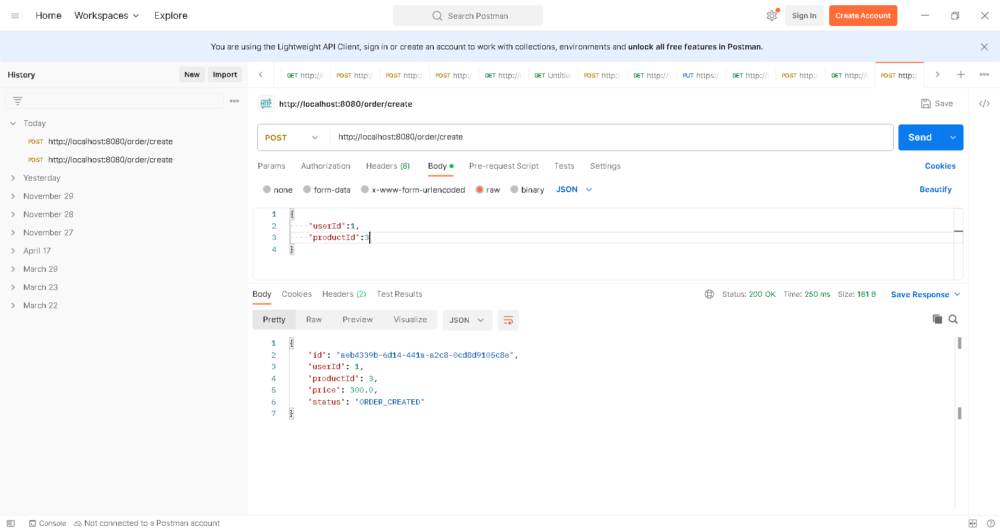 Home Workspaces Explore Search Postman Sign In Create Account
You are using the Lightweight API Client, sign in or create an account to work with collections, environments and unlock all free features in Postman.
History New Import
GET http://l POST http:/ POST http:/ POST http:/ GET http://l GET Untitle POST http:/ GET http://l PUT https:/ GET http://l POST http:/ GET http://l POST http:/
HTTP http://localhost:8080/order/create Save </>
Today
POST http://localhost:8080/order/create
POST http://localhost:8080/order/create
Yesterday
November 29
November 28
November 27
April 17
March 29
March 23
March 22
POST http://localhost:8080/order/create Send
Params Authorization Headers (8) Body Pre-request Script Tests Settings Cookies
none form-data x-www-form-urlencoded raw binary JSON Beautify
1 {
2 "userId":1,
3 "productId":3
4 }
Body Cookies Headers (2) Test Results Status: 200 OK Time: 250 ms Size: 181 B Save Response
Pretty Raw Preview Visualize JSON
1 {
2 "id": "aeb4339b-6d14-441a-a2c8-0cd8d9105c8e",
3 "userId": 1,
4 "productId": 3,
5 "price": 300.0,
6 "status": "ORDER_CREATED"
7 }
Console Not connected to a Postman account